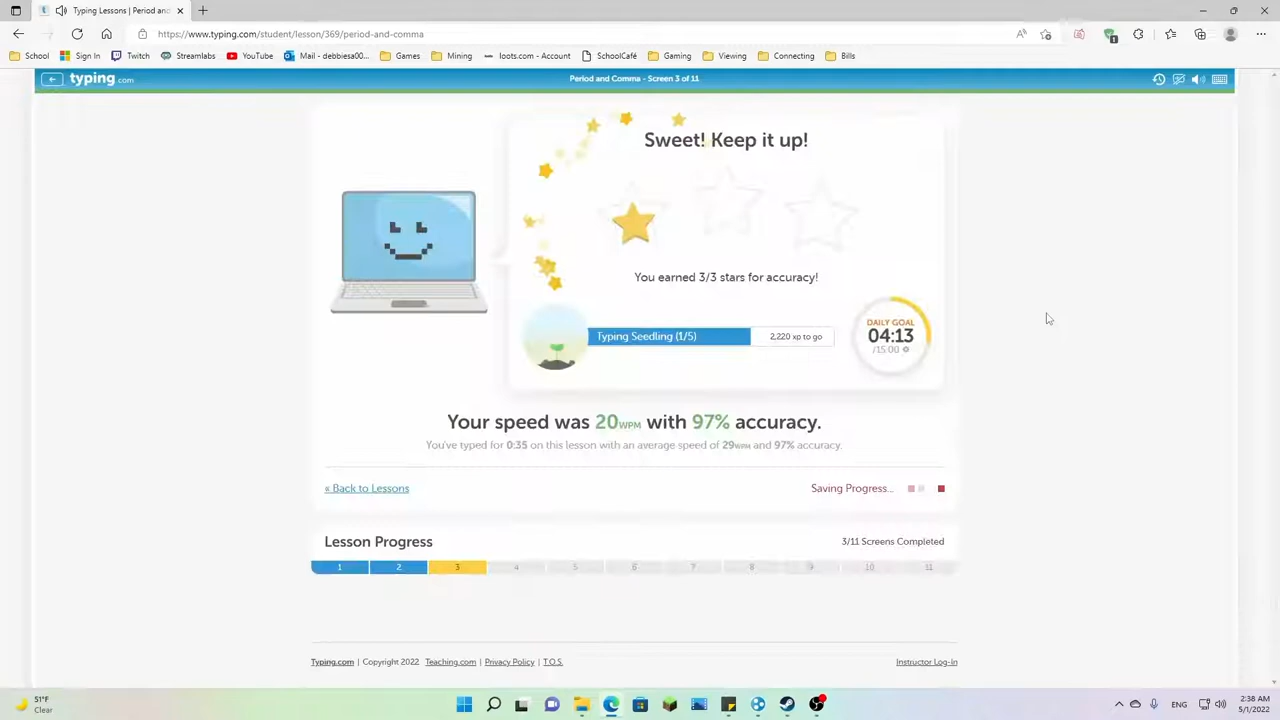 Typing Lessons | Period and
https://www.typing.com/student/lesson/369/period-and-comma
School Sign In Twitch Streamlabs YouTube Mail - debbiesa00... Games Mining loots.com - Account SchoolCafé Gaming Viewing Connecting Bills
typing.com
Period and Comma - Screen 3 of 11
Sweet! Keep it up!
You earned 3/3 stars for accuracy!
Typing Seedling (1/5)
2,220 xp to go
DAILY GOAL
04:13
/15:00
Your speed was 20WPM with 97% accuracy.
You've typed for 0:35 on this lesson with an average speed of 29WPM and 97% accuracy.
« Back to Lessons
Saving Progress...
Lesson Progress
3/11 Screens Completed
1 2 3 4 5 6 7 8 9 10 11
Typing.com | Copyright 2022 Teaching.com | Privacy Policy | T.O.S.
Instructor Log-In
51°F
Clear
ENG
2:38 AM
5/1/2022